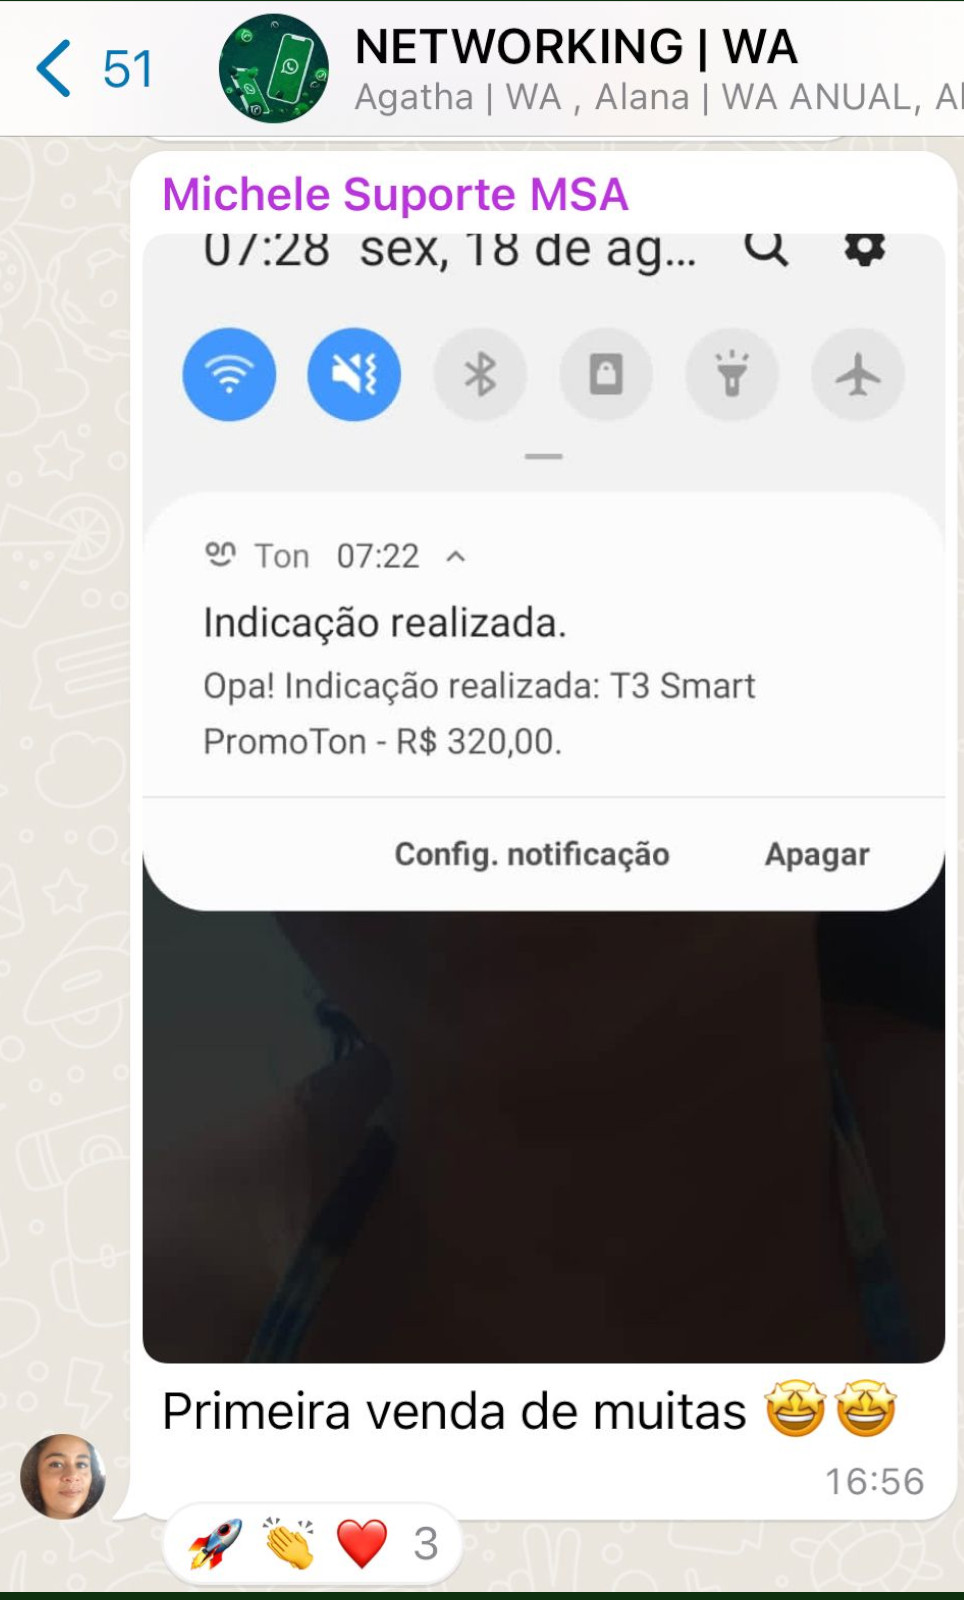 51
NETWORKING | WA
Agatha | WA , Alana | WA ANUAL, Al
Michele Suporte MSA
07:28 sex, 18 de ag...
Ton 07:22
Indicação realizada.
Opa! Indicação realizada: T3 Smart
PromoTon - R$ 320,00.
Config. notificação Apagar
Primeira venda de muitas 🤩🤩
16:56
🚀 👏 ❤️ 3